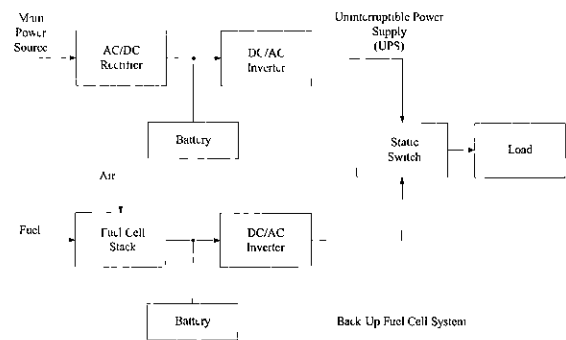 Main
Power
Source
AC/DC
Rectifier
DC/AC
Inverter
Uninterruptible Power
Supply
(UPS)
Battery
Static
Switch
Load
Air
Fuel
Fuel Cell
Stack
DC/AC
Inverter
Battery
Back Up Fuel Cell System